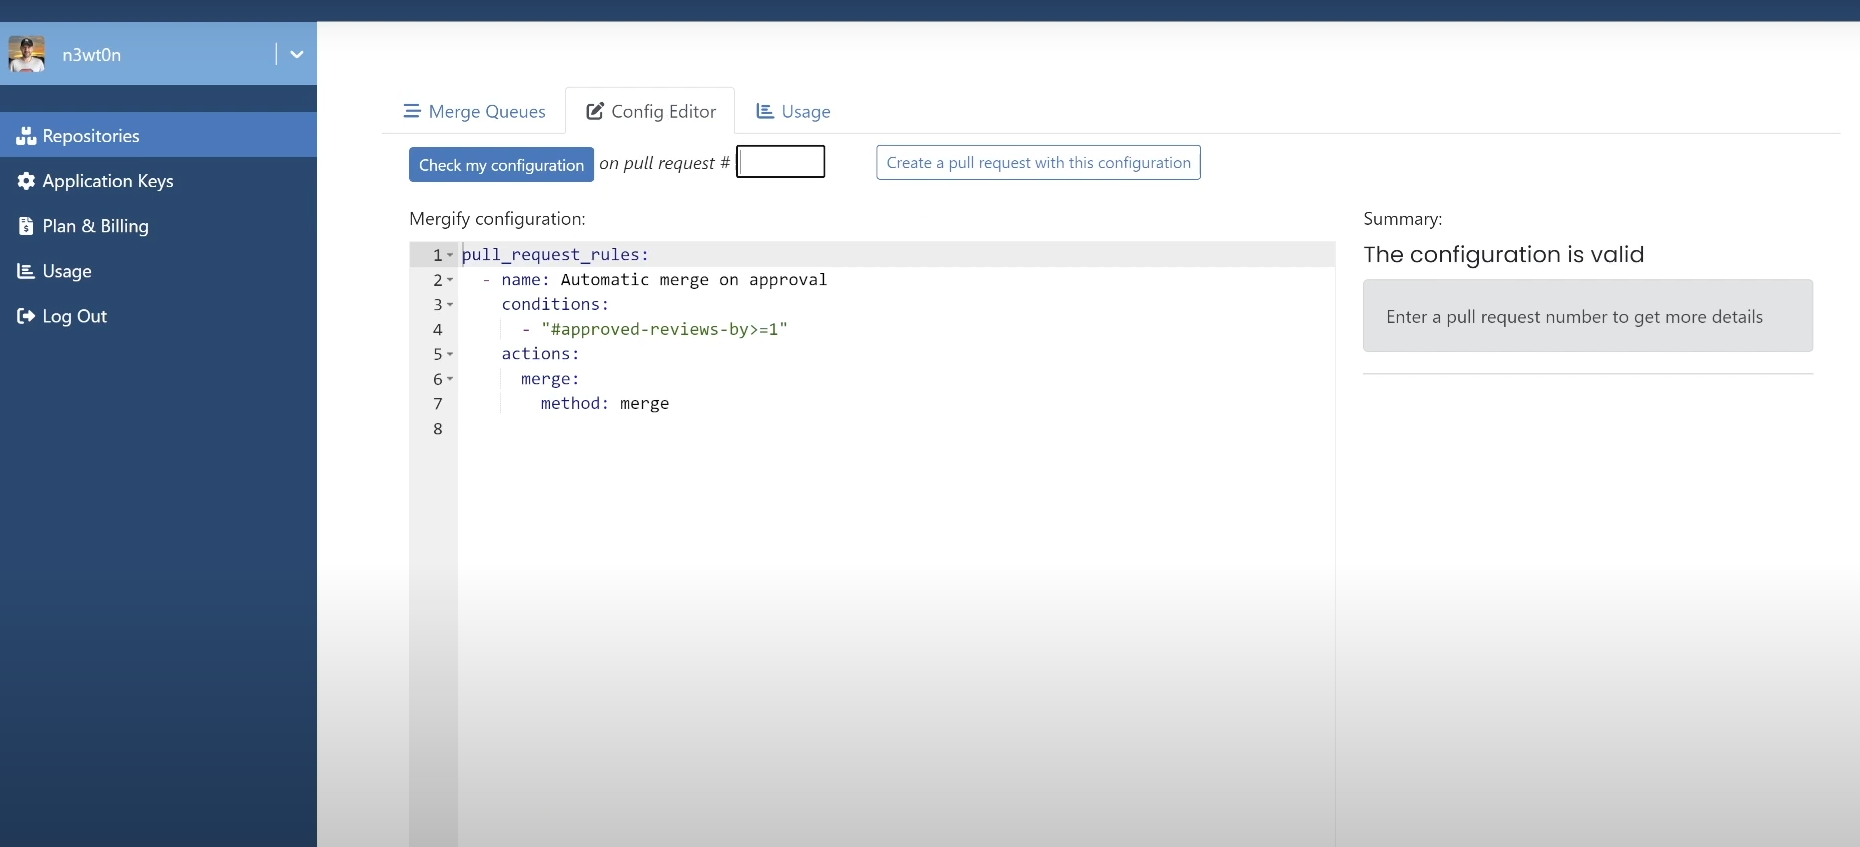 n3wt0n
Repositories
Application Keys
Plan & Billing
Usage
Log Out
Merge Queues
Config Editor
Usage
Check my configuration on pull request #
Create a pull request with this configuration
Mergify configuration:
1 pull_request_rules:
2   - name: Automatic merge on approval
3     conditions:
4       - "#approved-reviews-by>=1"
5     actions:
6       merge:
7         method: merge
8
Summary:
The configuration is valid
Enter a pull request number to get more details